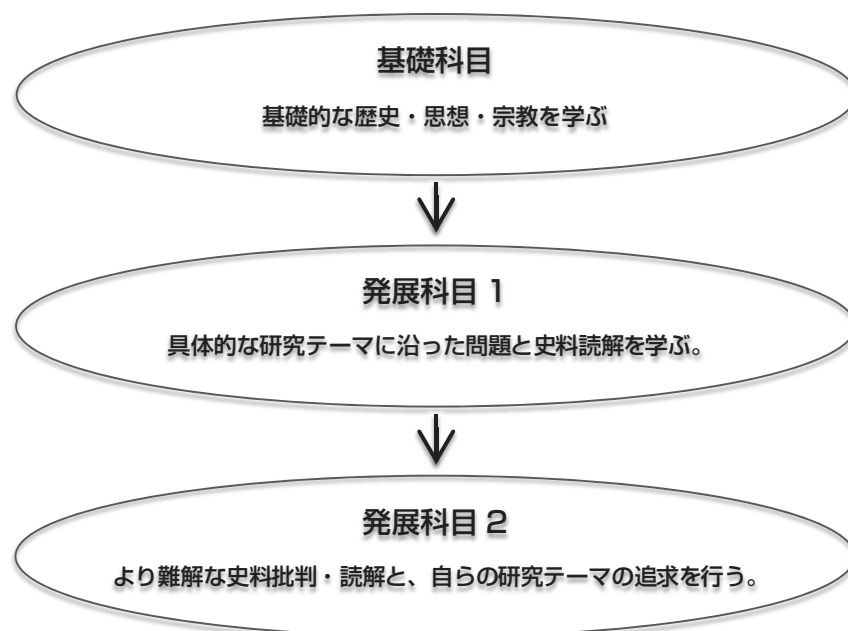 基礎科目
基礎的な歴史・思想・宗教を学ぶ
発展科目 1
具体的な研究テーマに沿った問題と史料読解を学ぶ。
発展科目 2
より難解な史料批判・読解と、自らの研究テーマの追求を行う。